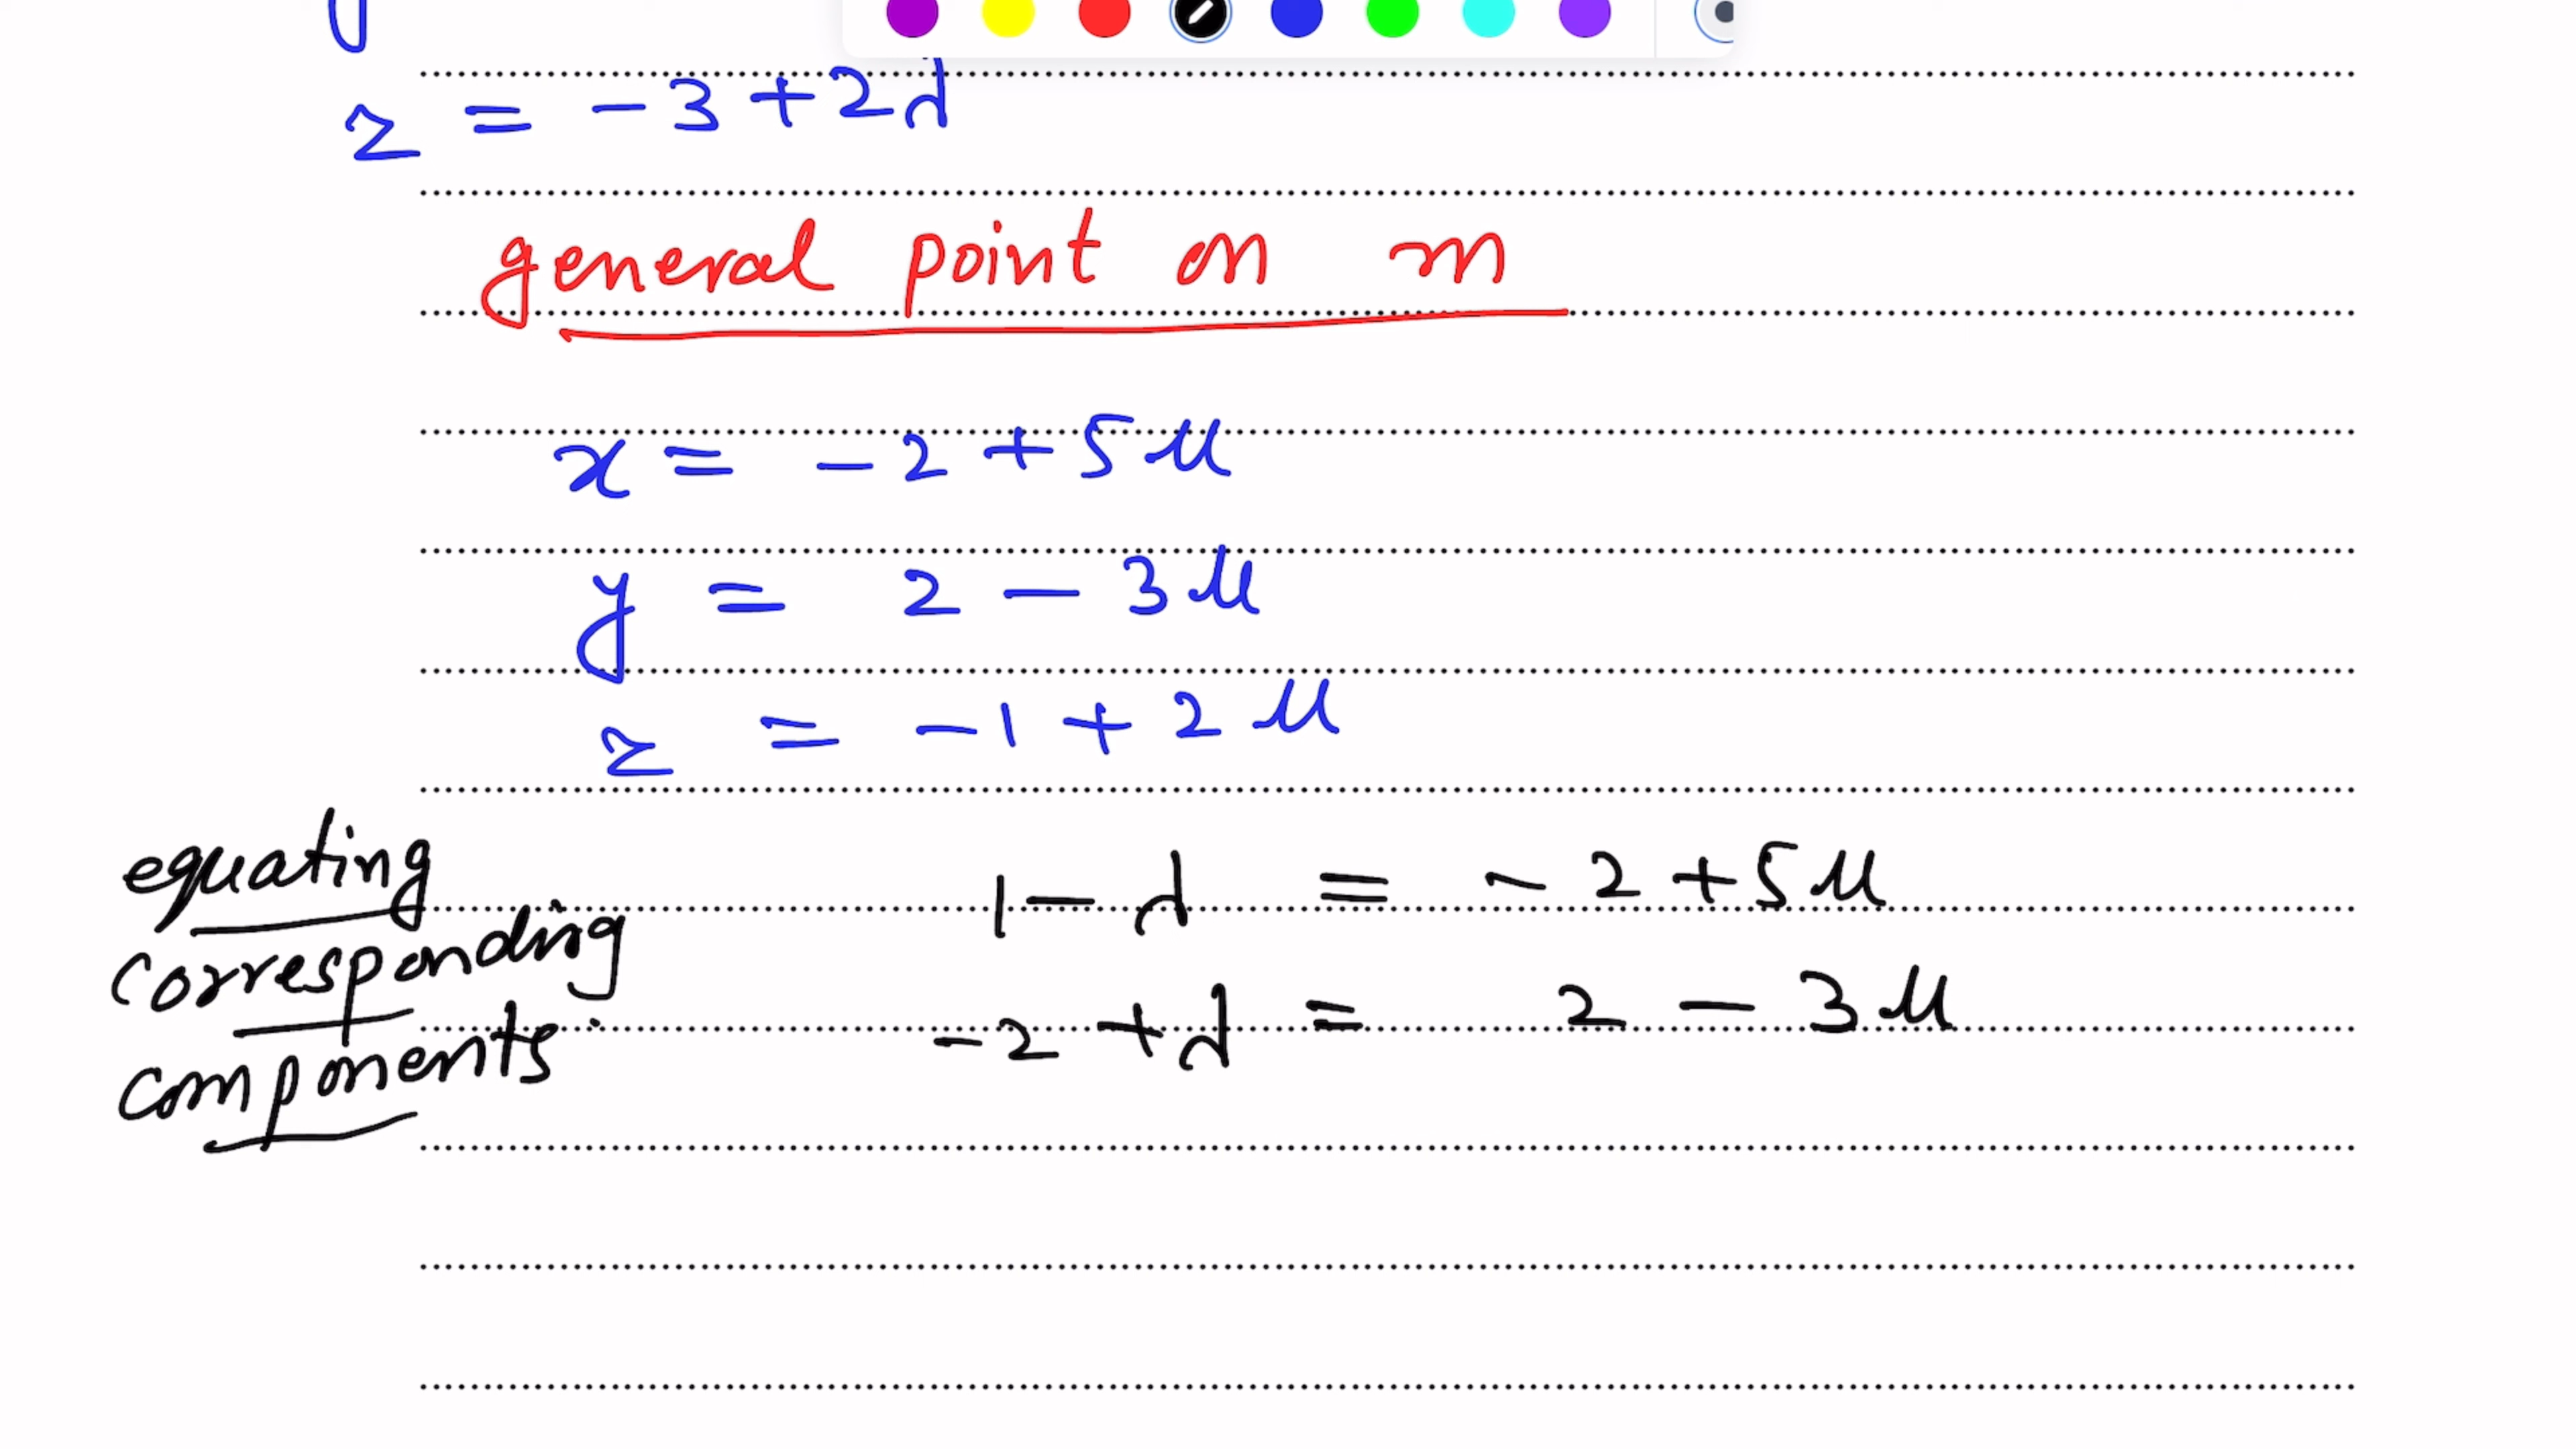 z = -3 + 2λ
general point on m
x = -2 + 5μ
y = 2 - 3μ
z = -1 + 2μ
equating
corresponding
components
1 - λ = -2 + 5μ
-2 + λ = 2 - 3μ